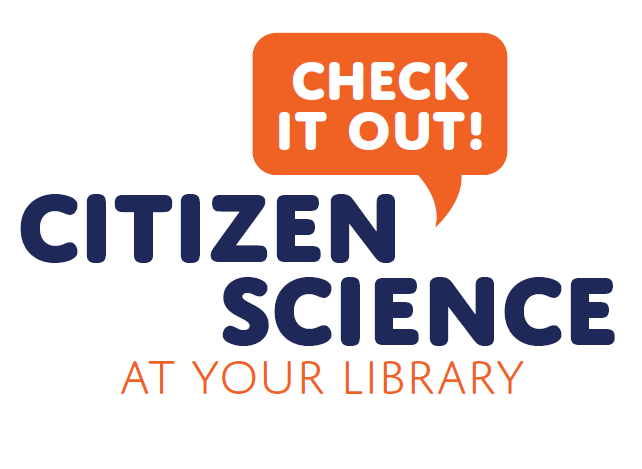 CHECK
IT OUT!
CITIZEN
SCIENCE
AT YOUR LIBRARY